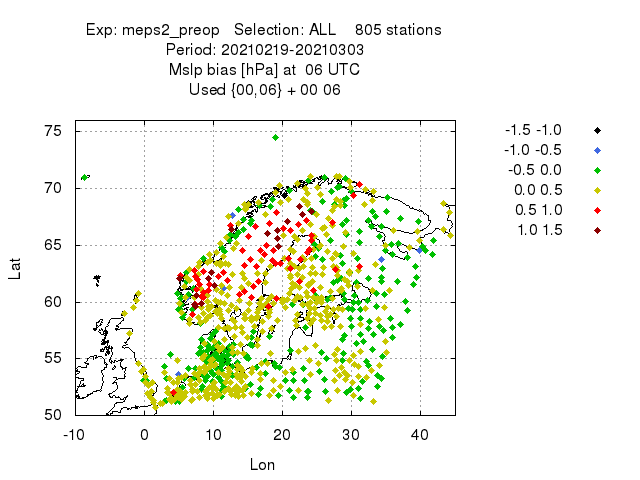 Exp: meps2_preop   Selection: ALL    805 stations
Period: 20210219-20210303
Mslp bias [hPa] at  06 UTC
Used {00,06} + 00 06
-1.5 -1.0
-1.0 -0.5
-0.5 0.0
0.0 0.5
0.5 1.0
1.0 1.5
75
70
65
60
55
50
Lat
-10 0 10 20 30 40
Lon